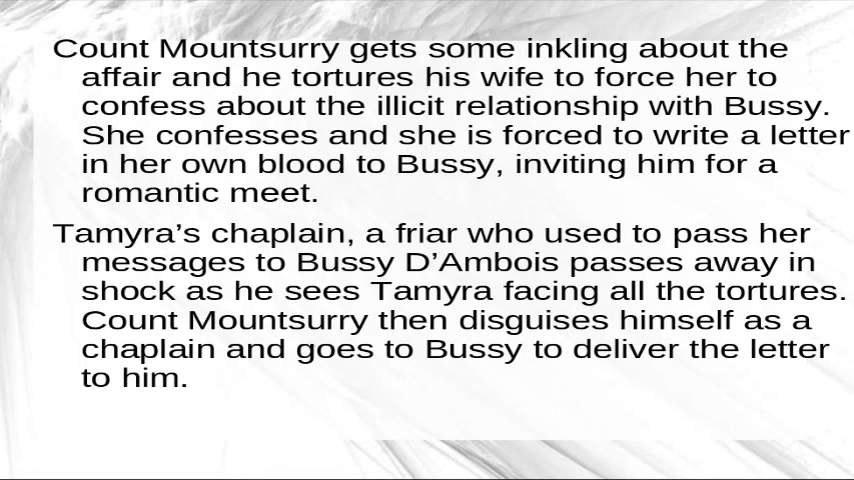 Count Mountsurry gets some inkling about the
affair and he tortures his wife to force her to
confess about the illicit relationship with Bussy.
She confesses and she is forced to write a letter
in her own blood to Bussy, inviting him for a
romantic meet.
Tamyra’s chaplain, a friar who used to pass her
messages to Bussy D’Ambois passes away in
shock as he sees Tamyra facing all the tortures.
Count Mountsurry then disguises himself as a
chaplain and goes to Bussy to deliver the letter
to him.